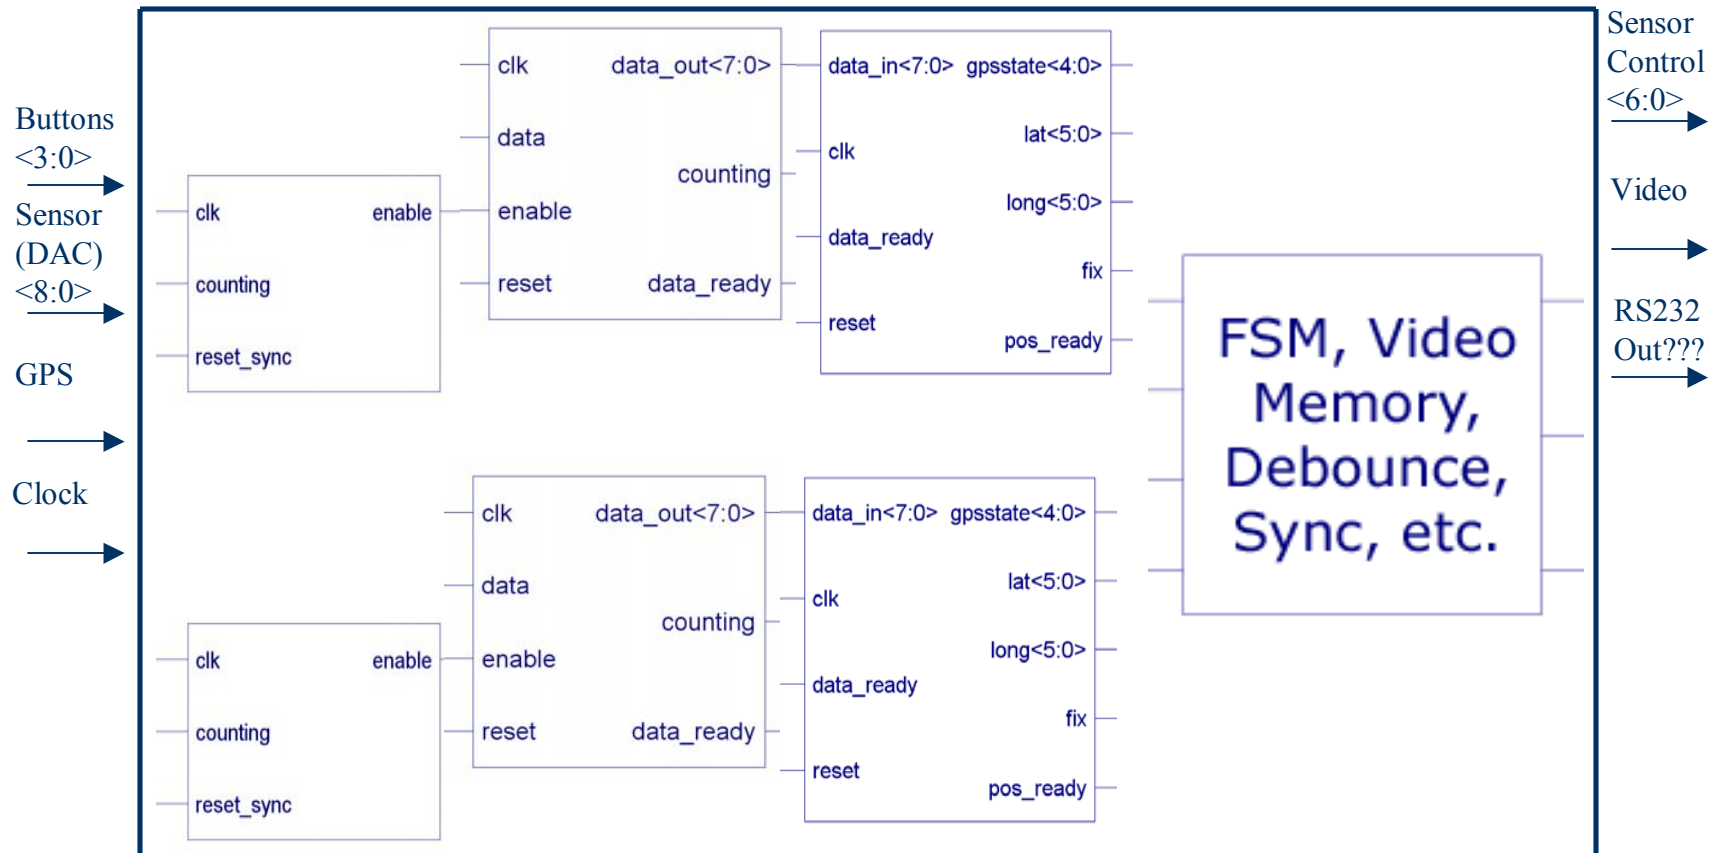 Buttons
<3:0>
Sensor
(DAC)
<8:0>
GPS
Clock
clk
enable
counting
reset_sync
clk
data_out<7:0>
data
counting
enable
reset
data_ready
data_in<7:0>
gpsstate<4:0>
lat<5:0>
clk
long<5:0>
data_ready
fix
reset
pos_ready
clk
enable
counting
reset_sync
clk
data_out<7:0>
data
counting
enable
reset
data_ready
data_in<7:0>
gpsstate<4:0>
lat<5:0>
clk
long<5:0>
data_ready
fix
reset
pos_ready
FSM, Video
Memory,
Debounce,
Sync, etc.
Sensor
Control
<6:0>
Video
RS232
Out???